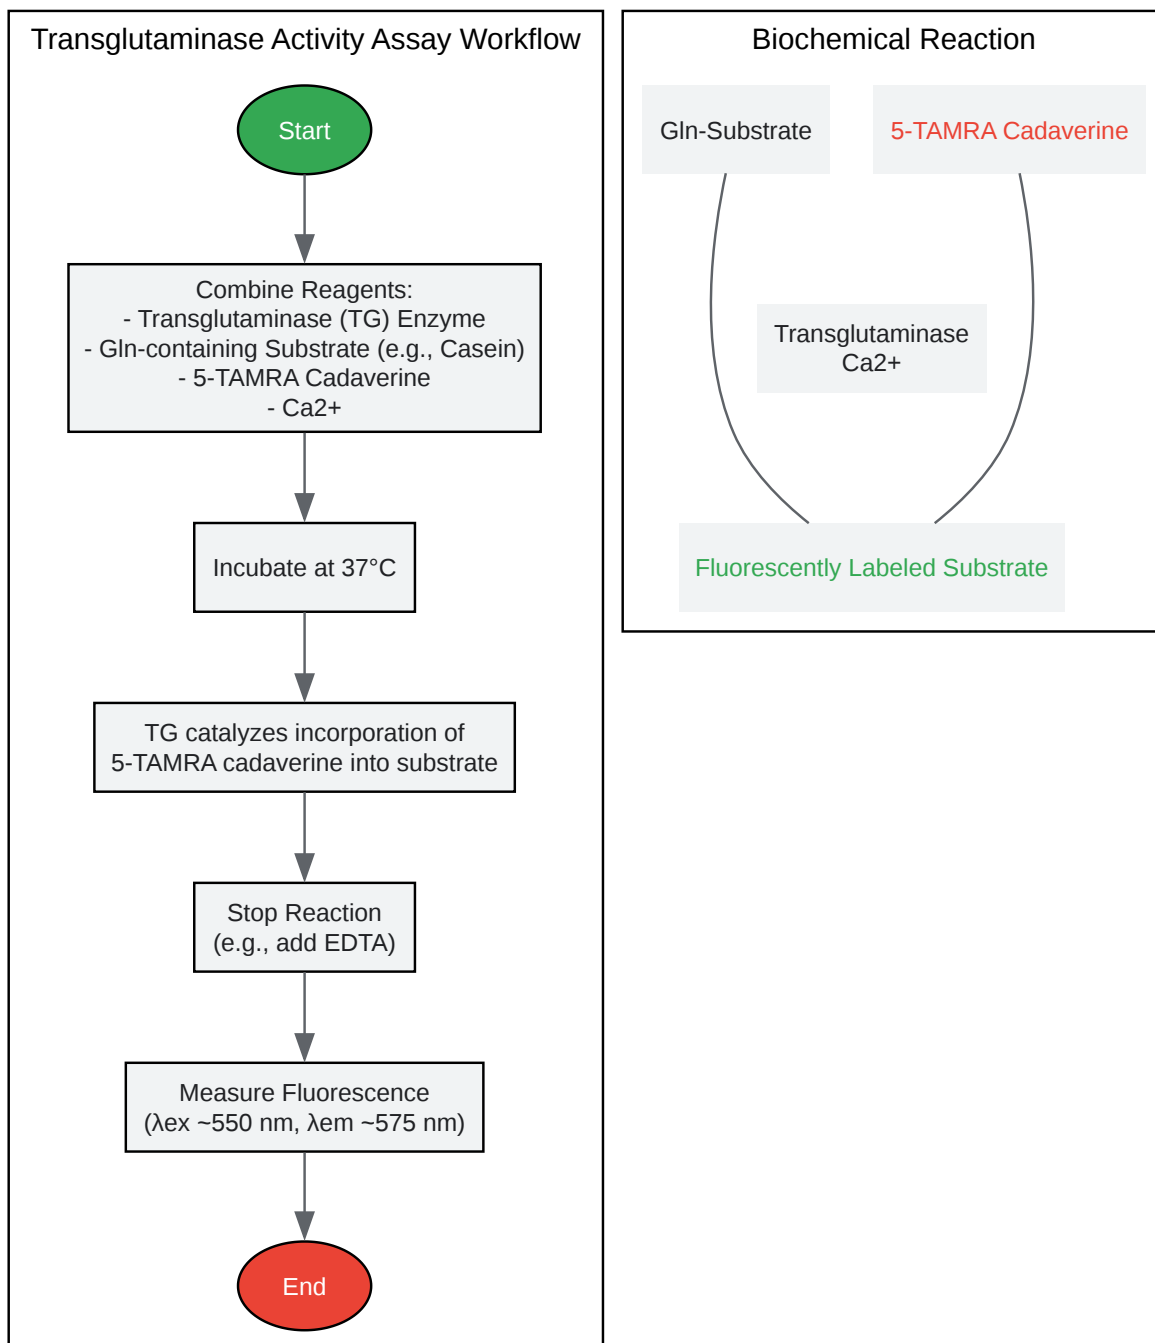 Transglutaminase Activity Assay Workflow
Start
Combine Reagents:
- Transglutaminase (TG) Enzyme
- Gln-containing Substrate (e.g., Casein)
- 5-TAMRA Cadaverine
- Ca2+
Incubate at 37°C
TG catalyzes incorporation of
5-TAMRA cadaverine into substrate
Stop Reaction
(e.g., add EDTA)
Measure Fluorescence
(λex ~550 nm, λem ~575 nm)
End
Biochemical Reaction
Gln-Substrate
5-TAMRA Cadaverine
Transglutaminase
Ca2+
Fluorescently Labeled Substrate